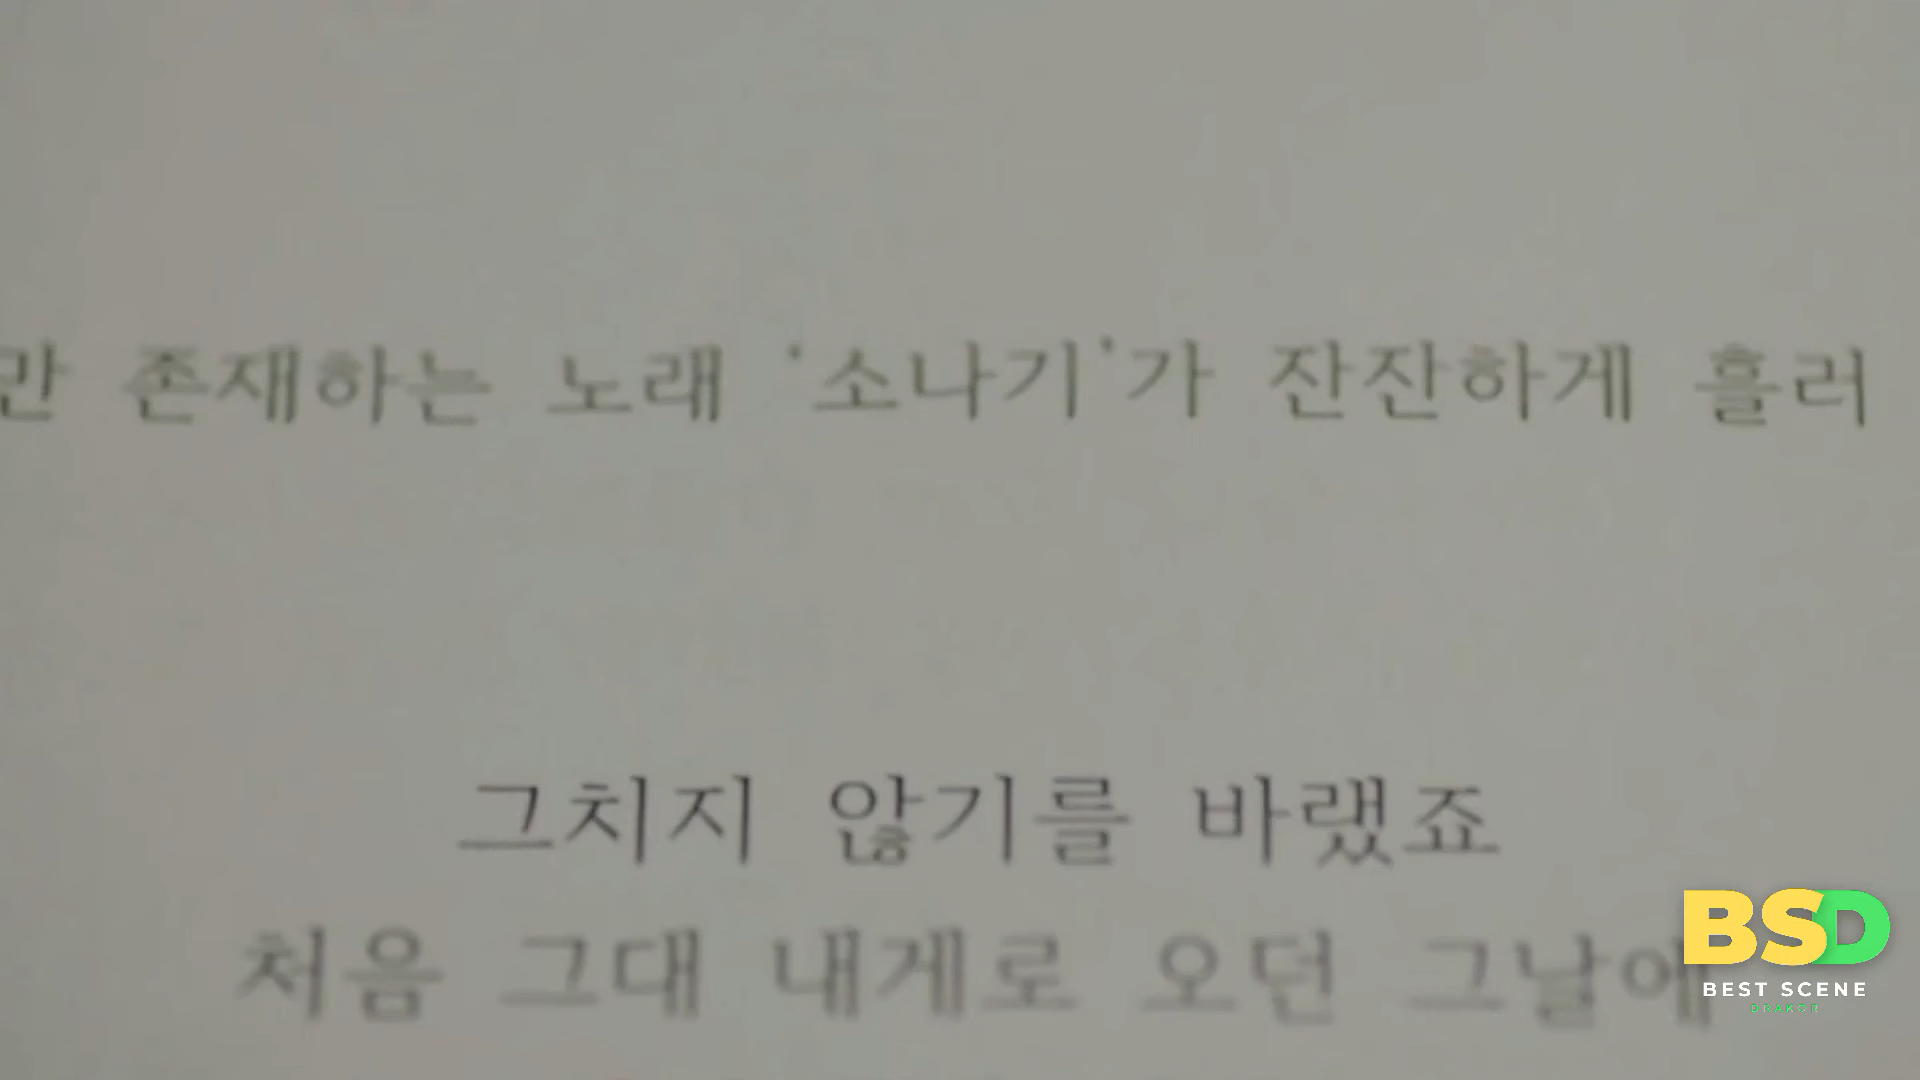 만 존재하는 노래 '소나기'가 잔잔하게 흘러
그치지 않기를 바랬죠
처음 그대 내게로 오던 그날에
BSD
BEST SCENE
DRAKOR